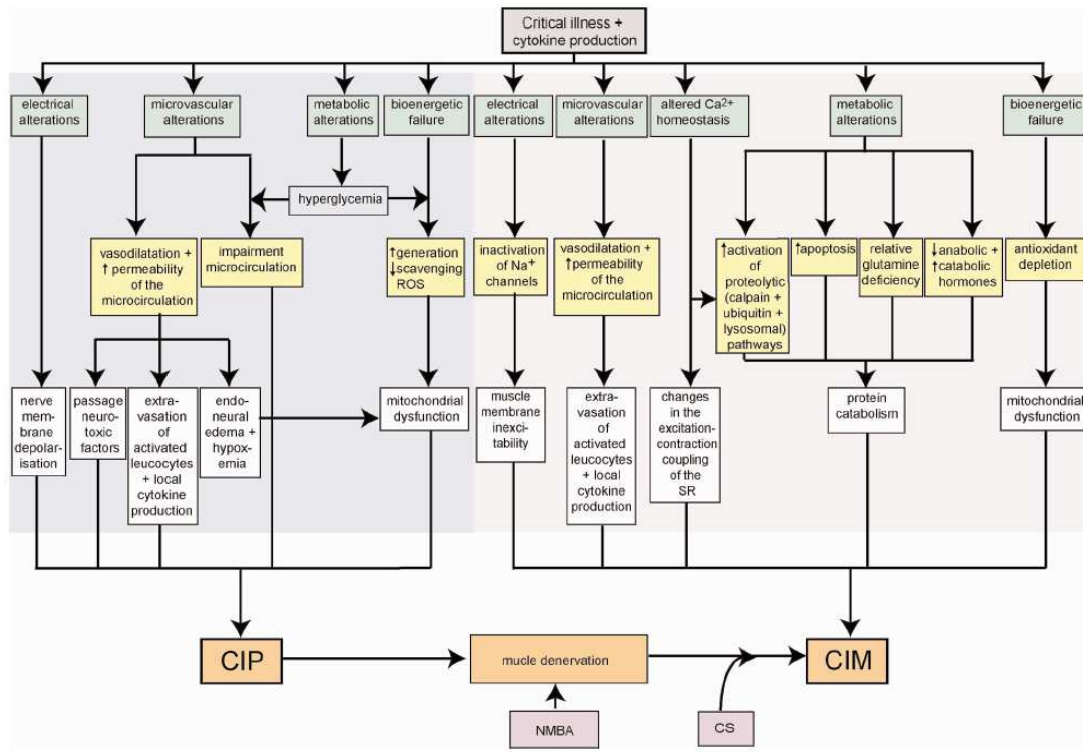 Critical illness +
cytokine production
electrical
alterations
microvascular
alterations
metabolic
alterations
bioenergetic
failure
electrical
alterations
microvascular
alterations
altered Ca2+
homeostasis
metabolic
alterations
bioenergetic
failure
hyperglycemia
vasodilatation +
↑ permeability
of the
microcirculation
impairment
microcirculation
↑generation
↓scavenging
ROS
inactivation
of Na+
channels
vasodilatation +
↑permeability
of the
microcirculation
↑activation
of
proteolytic
(calpain +
ubiquitin +
lysosomal)
pathways
↑apoptosis
relative
glutamine
deficiency
↓anabolic +
↑catabolic
hormones
antioxidant
depletion
nerve
mem-
brane
depolar-
isation
passage
neuro-
toxic
factors
extra-
vasation of
activated
leucocytes
+ local
cytokine
production
endo-
neural
edema +
hypox-
emia
mitochondrial
dysfunction
muscle
membrane
inexci-
tability
extra-
vasation
of activated
leucocytes
+ local
cytokine
production
changes
in the
excitation-
contraction
coupling
of the
SR
protein
catabolism
mitochondrial
dysfunction
CIP
mucle denervation
CIM
NMBA
CS